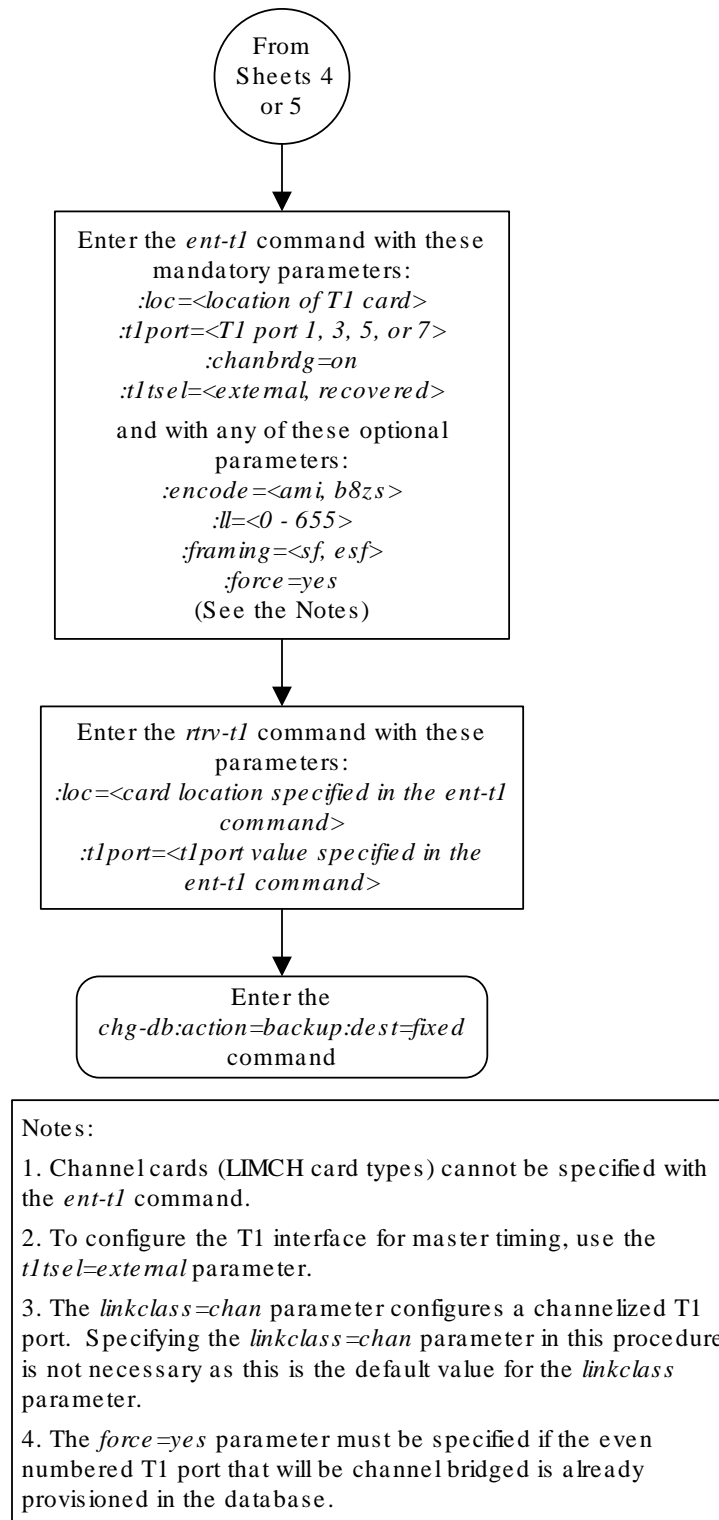 From
Sheets 4
or 5
Enter the ent-t1 command with these
mandatory parameters:
:loc=<location of T1 card>
:t1port=<T1 port 1, 3, 5, or 7>
:chanbrdg=on
:t1tsel=<external, recovered>
and with any of these optional
parameters:
:encode=<ami, b8zs>
:ll=<0 - 655>
:framing=<sf, esf>
:force=yes
(See the Notes)
Enter the rtrv-t1 command with these
parameters:
:loc=<card location specified in the ent-t1
command>
:t1port=<t1port value specified in the
ent-t1 command>
Enter the
chg-db:action=backup:dest=fixed
command
Notes:
1. Channel cards (LIMCH card types) cannot be specified with
the ent-t1 command.
2. To configure the T1 interface for master timing, use the
t1tsel=external parameter.
3. The linkclass=chan parameter configures a channelized T1
port. Specifying the linkclass=chan parameter in this procedure
is not necessary as this is the default value for the linkclass
parameter.
4. The force=yes parameter must be specified if the even
numbered T1 port that will be channel bridged is already
provisioned in the database.